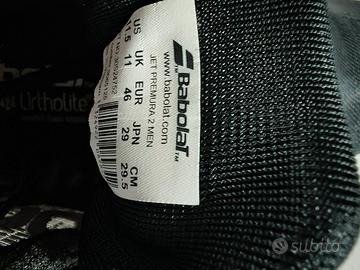 Babolat
www.babolat.com
JET PREMURA 2 MEN
US UK EUR JPN CM
11.5 11 46 29 29.5
Ortholite
subito